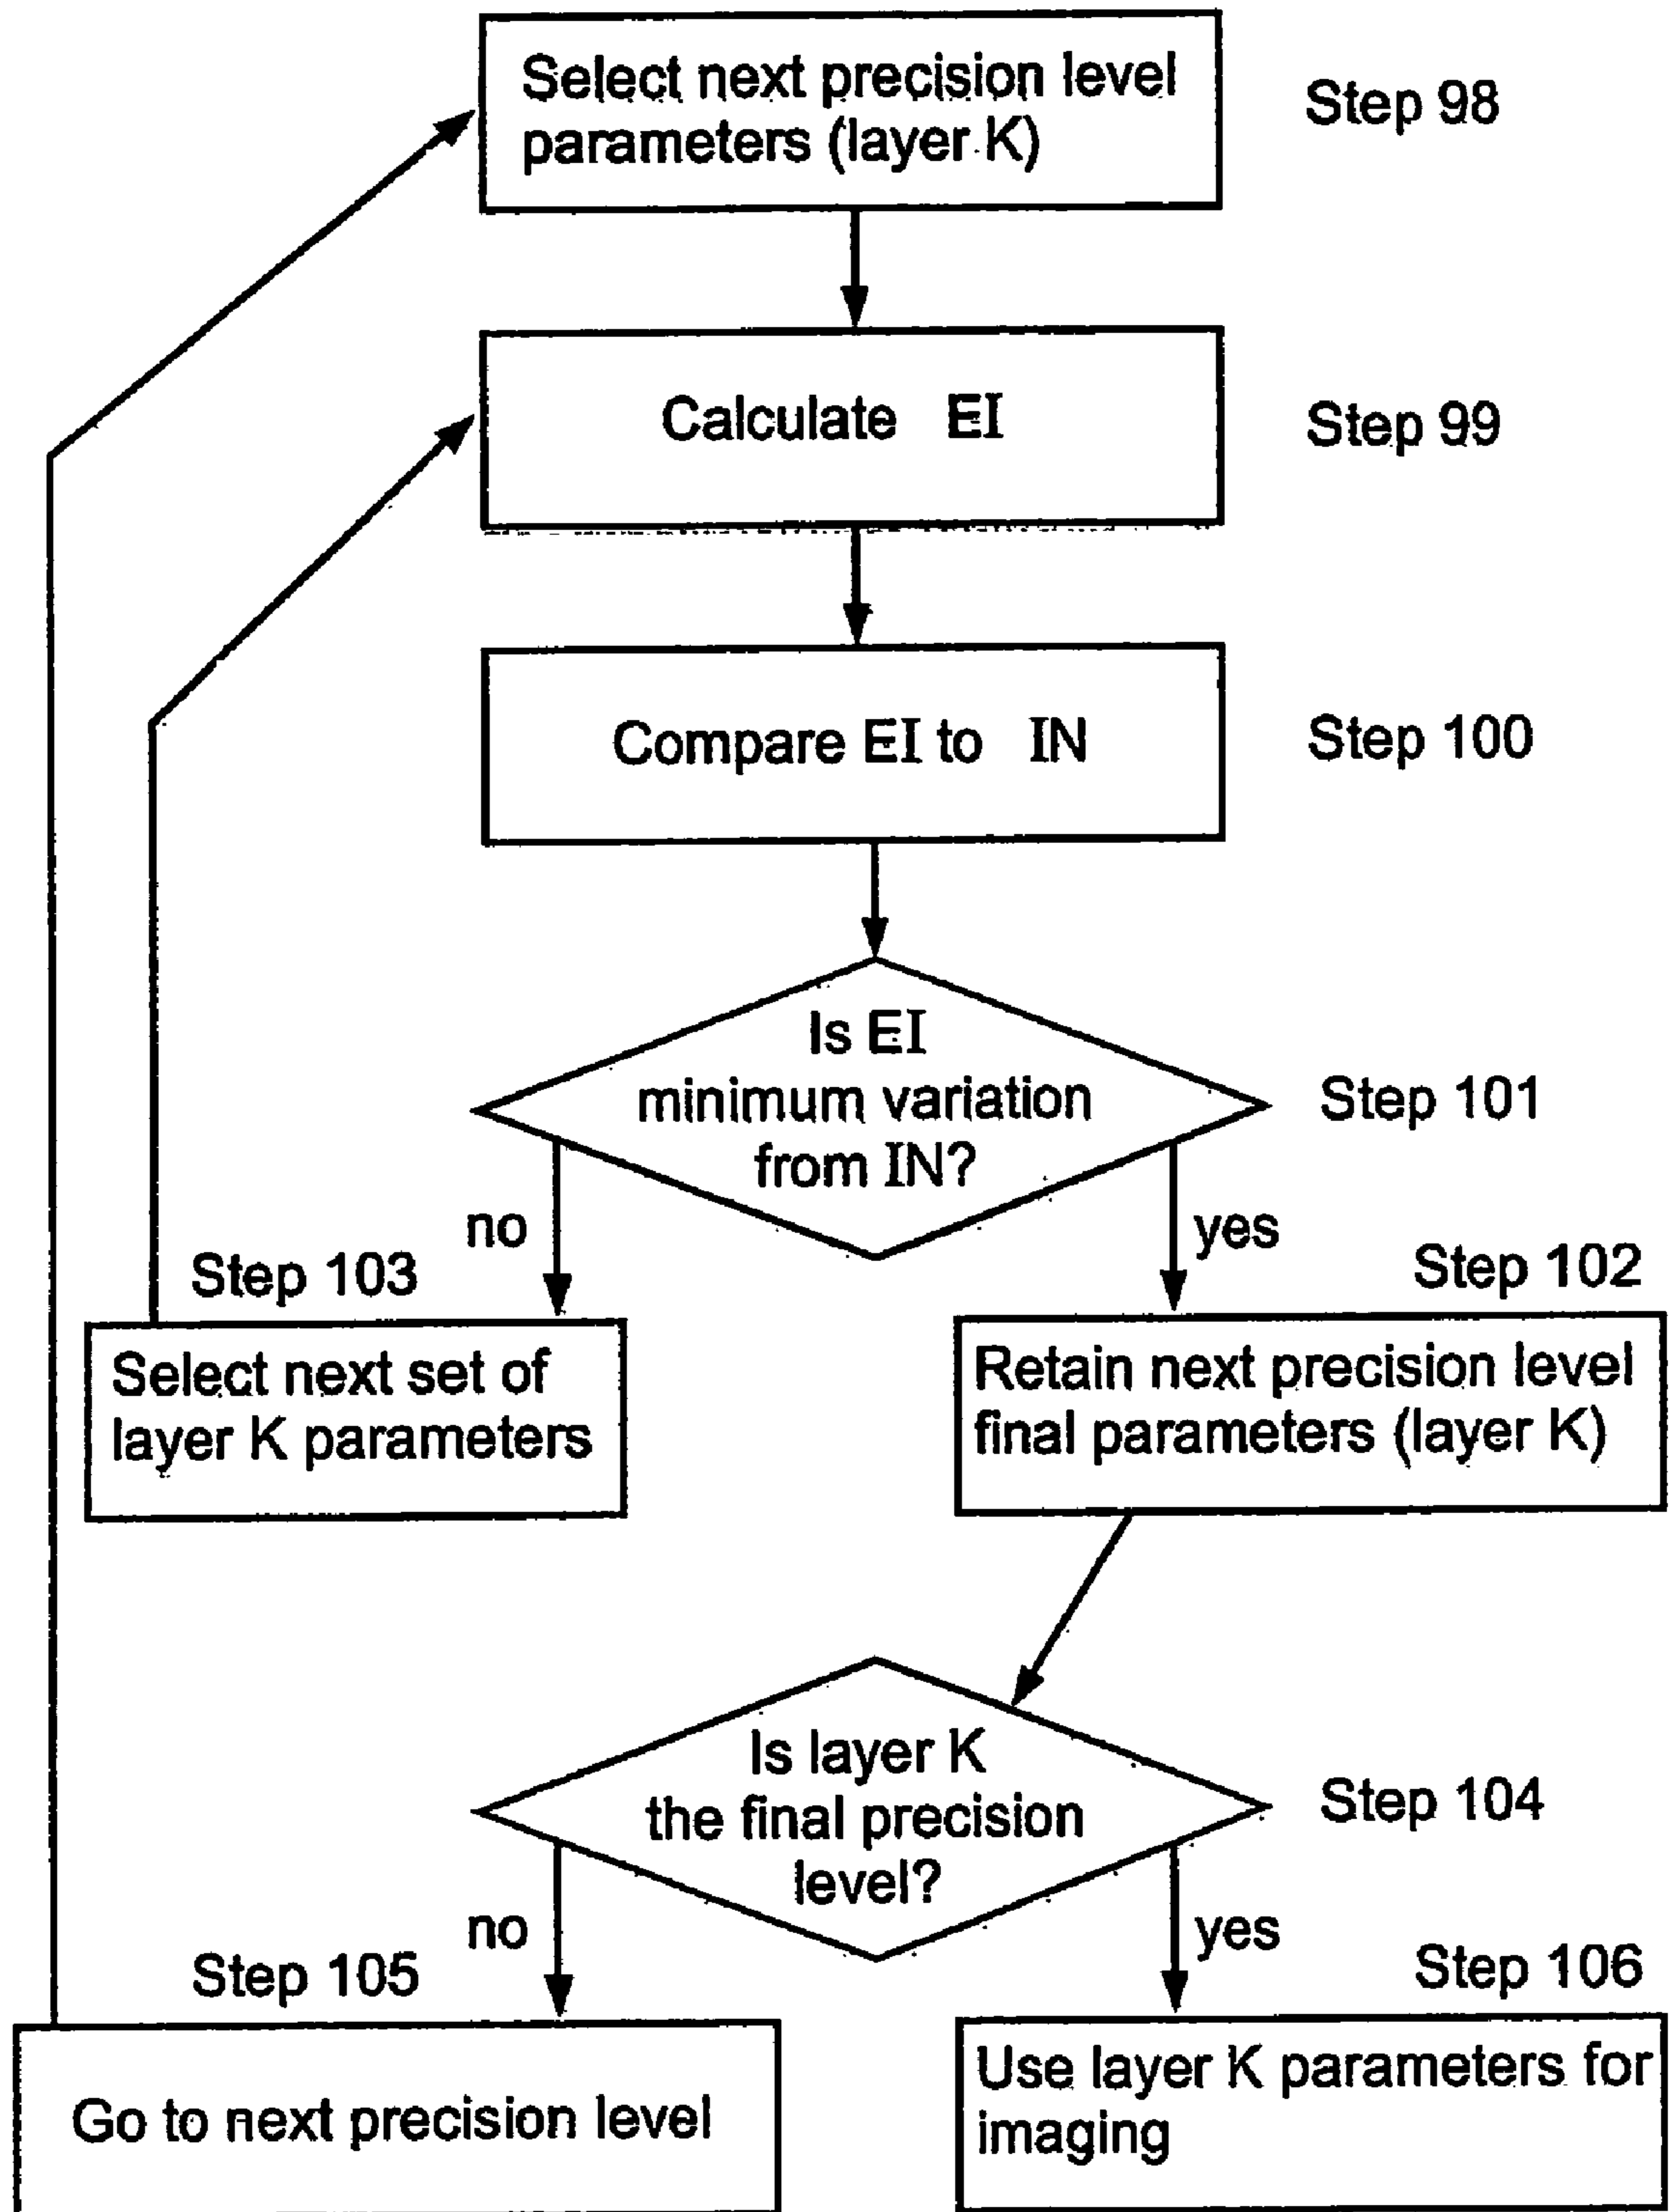 Select next precision level
parameters (layer K)
Step 98
Calculate EI
Step 99
Compare EI to IN
Step 100
Is EI
minimum variation
from IN?
Step 101
no
yes
Step 103
Step 102
Select next set of
layer K parameters
Retain next precision level
final parameters (layer K)
Is layer K
the final precision
level?
Step 104
no
yes
Step 105
Step 106
Go to next precision level
Use layer K parameters for
imaging